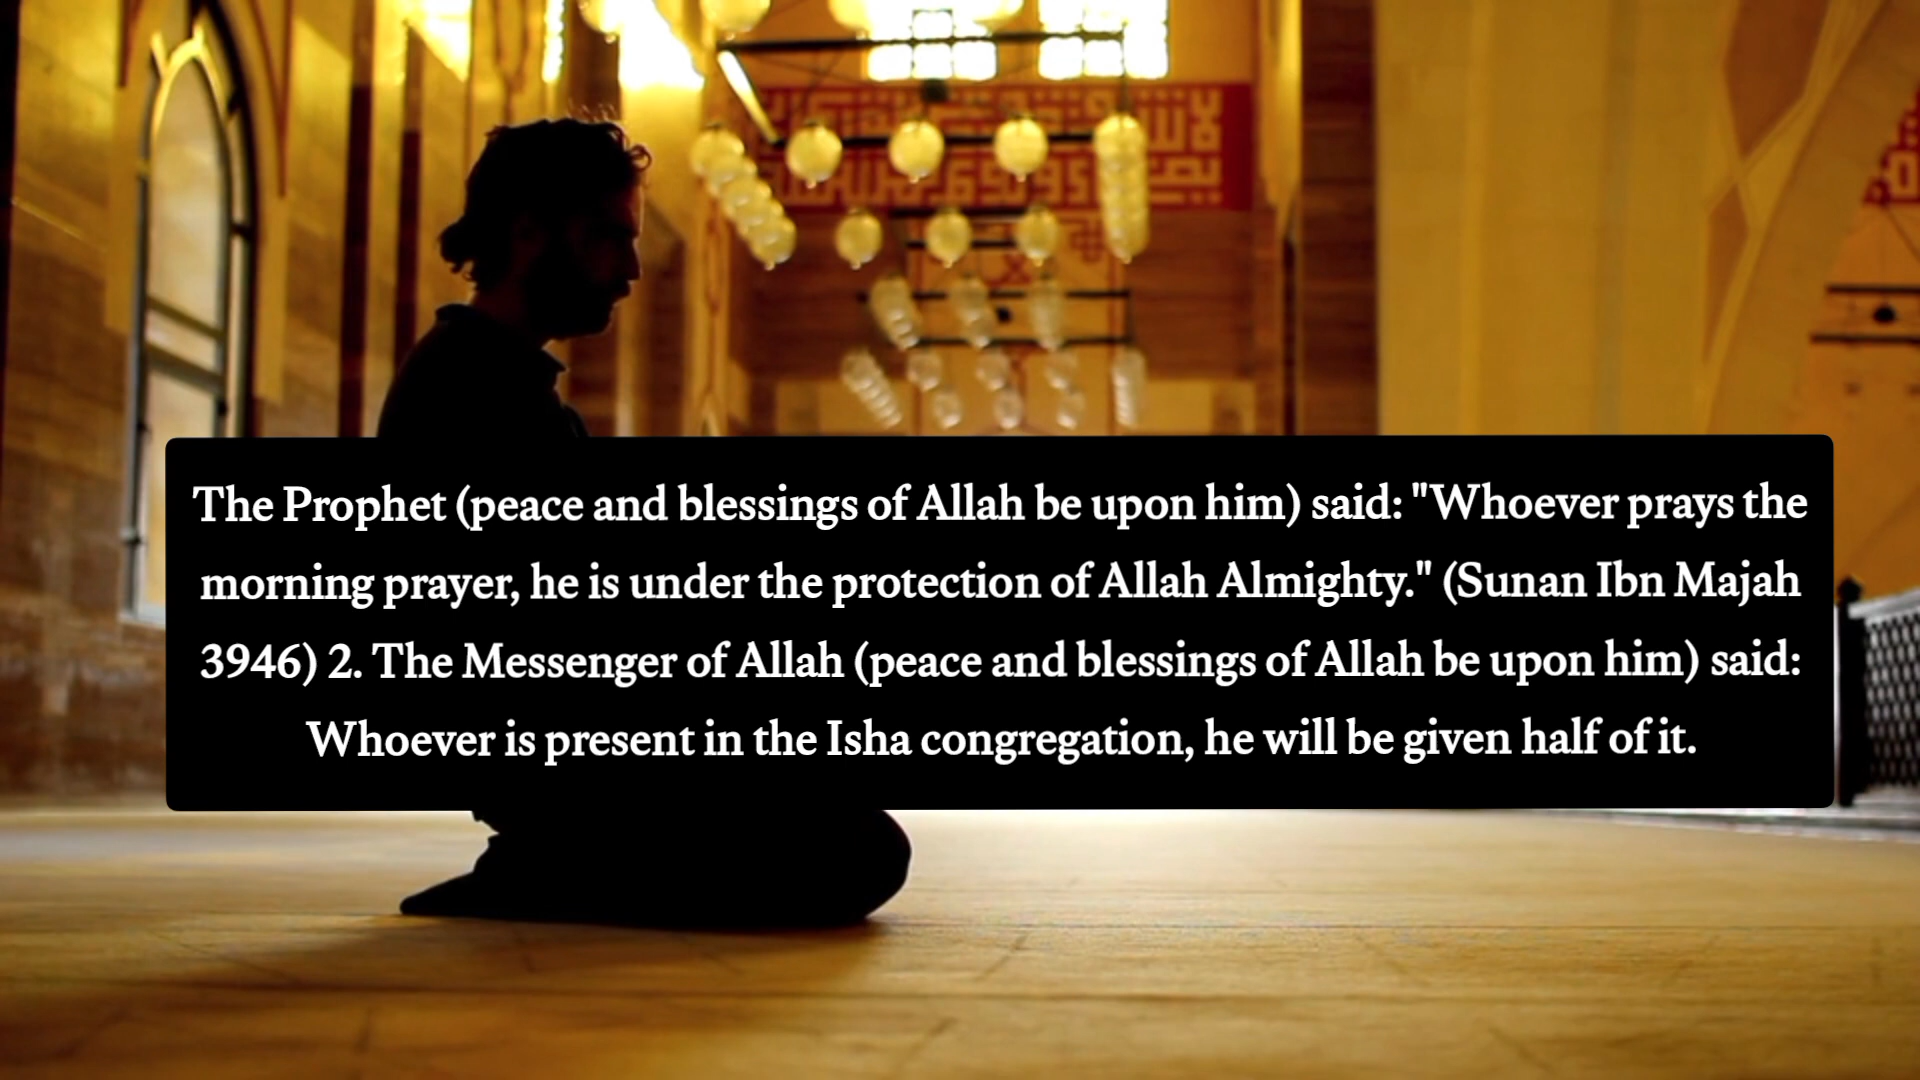 The Prophet (peace and blessings of Allah be upon him) said: "Whoever prays the
morning prayer, he is under the protection of Allah Almighty." (Sunan Ibn Majah
3946) 2. The Messenger of Allah (peace and blessings of Allah be upon him) said:
Whoever is present in the Isha congregation, he will be given half of it.